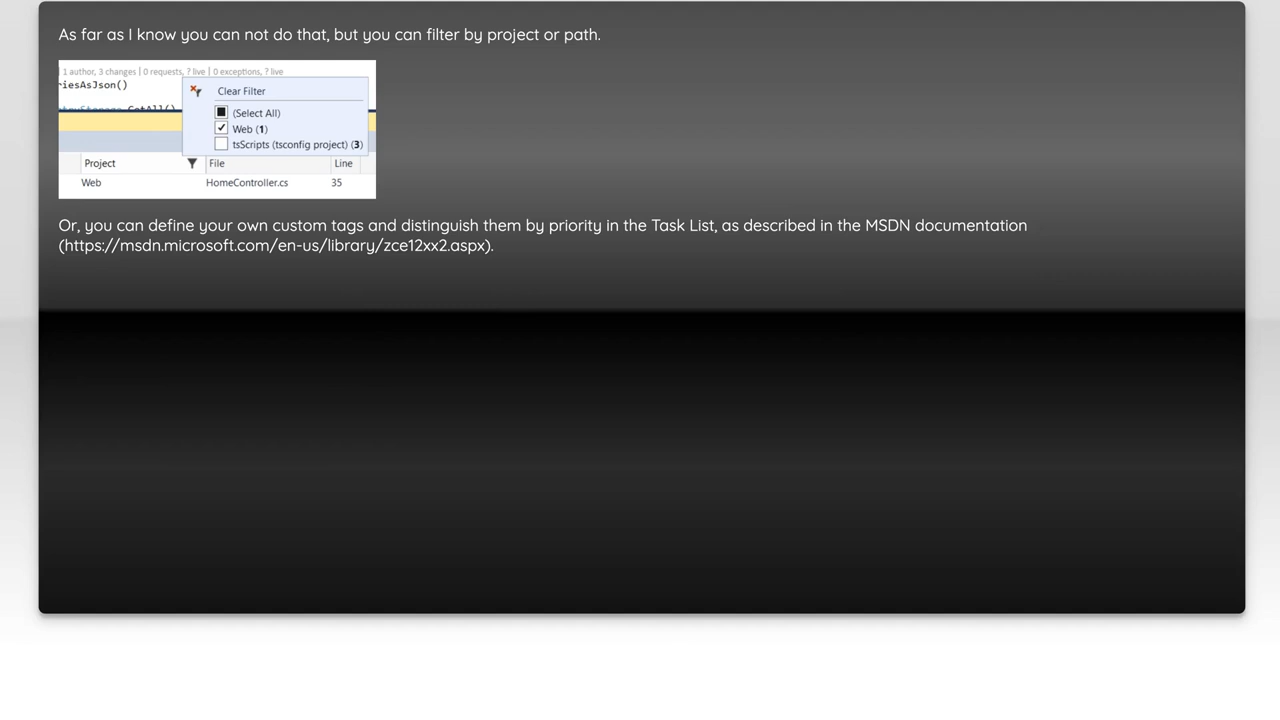 As far as I know you can not do that, but you can filter by project or path.
1 author, 3 changes | 0 requests, ? live | 0 exceptions, ? live
riesAsJson()
Clear Filter
GetAll()
(Select All)
Web (1)
tsScripts (tsconfig project) (3)
Project File Line
Web HomeController.cs 35
Or, you can define your own custom tags and distinguish them by priority in the Task List, as described in the MSDN documentation
(https://msdn.microsoft.com/en-us/library/zce12xx2.aspx).